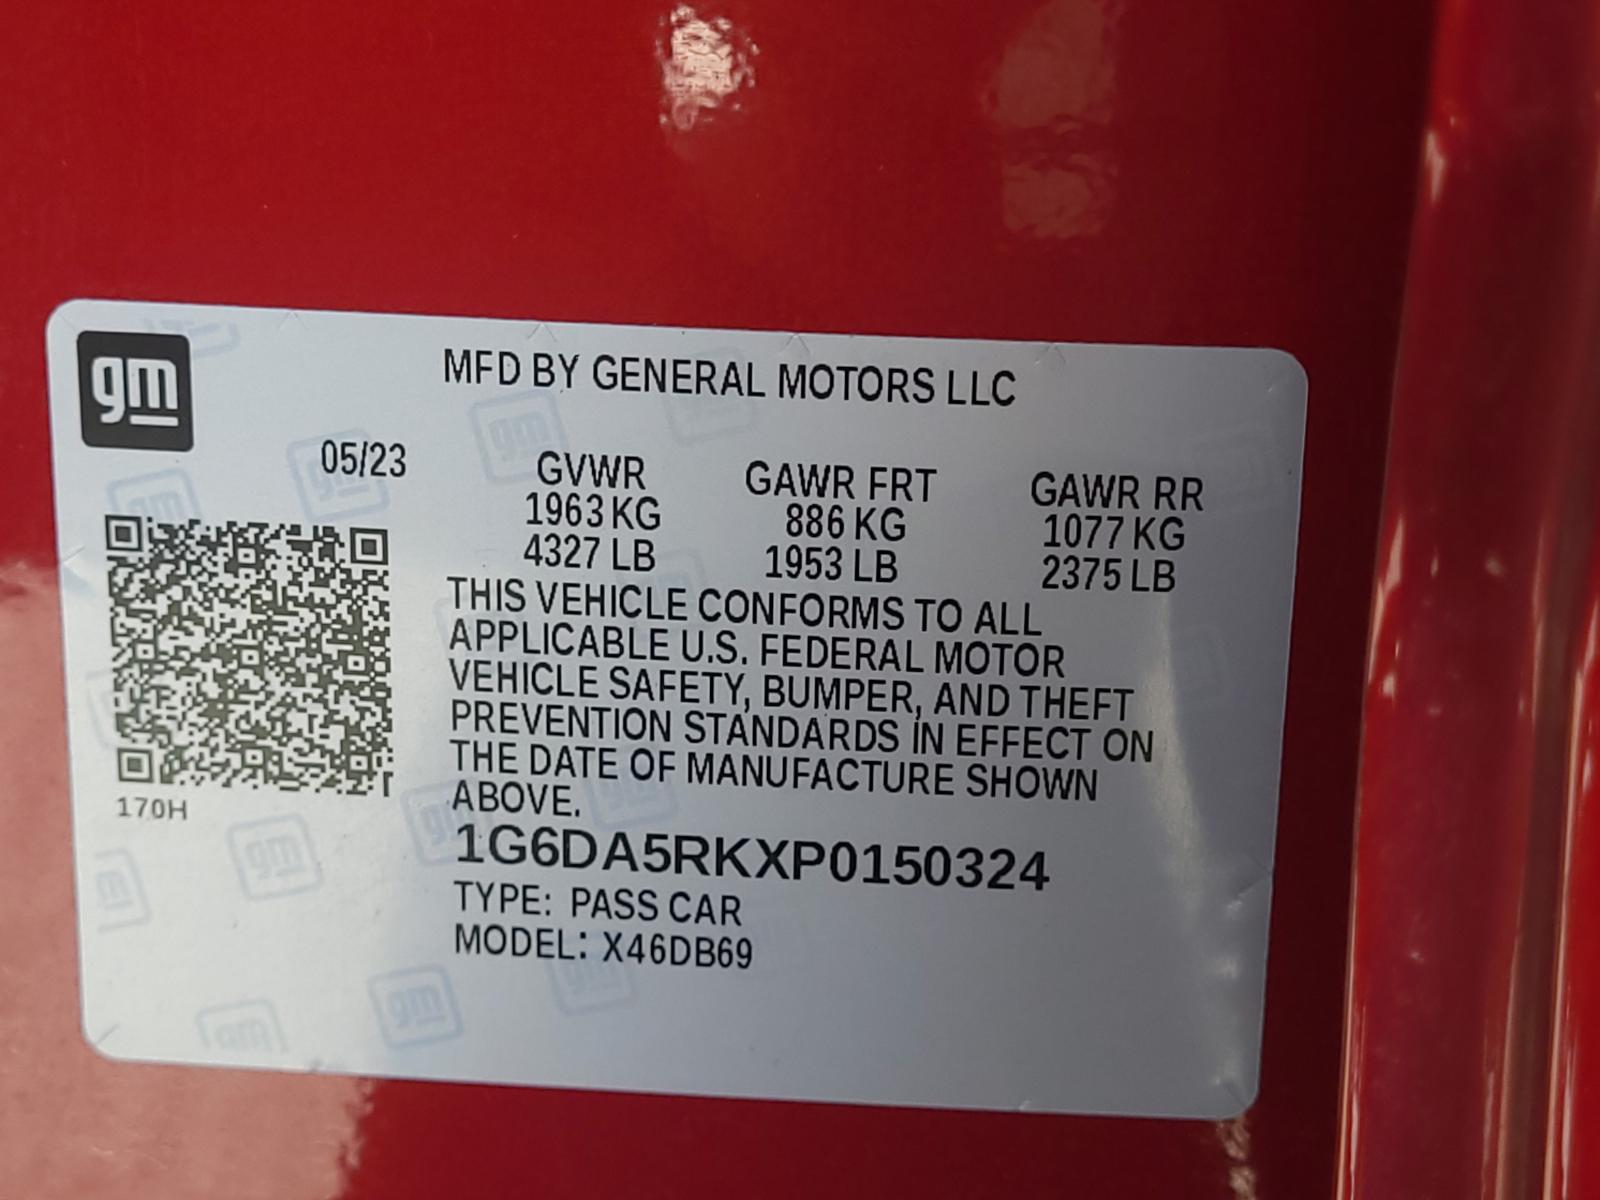 gm
MFD BY GENERAL MOTORS LLC
05/23
GVWR GAWR FRT GAWR RR
1963 KG 886 KG 1077 KG
4327 LB 1953 LB 2375 LB
THIS VEHICLE CONFORMS TO ALL
APPLICABLE U.S. FEDERAL MOTOR
VEHICLE SAFETY, BUMPER, AND THEFT
PREVENTION STANDARDS IN EFFECT ON
THE DATE OF MANUFACTURE SHOWN
ABOVE.
170H
1G6DA5RKXP0150324
TYPE: PASS CAR
MODEL: X46DB69